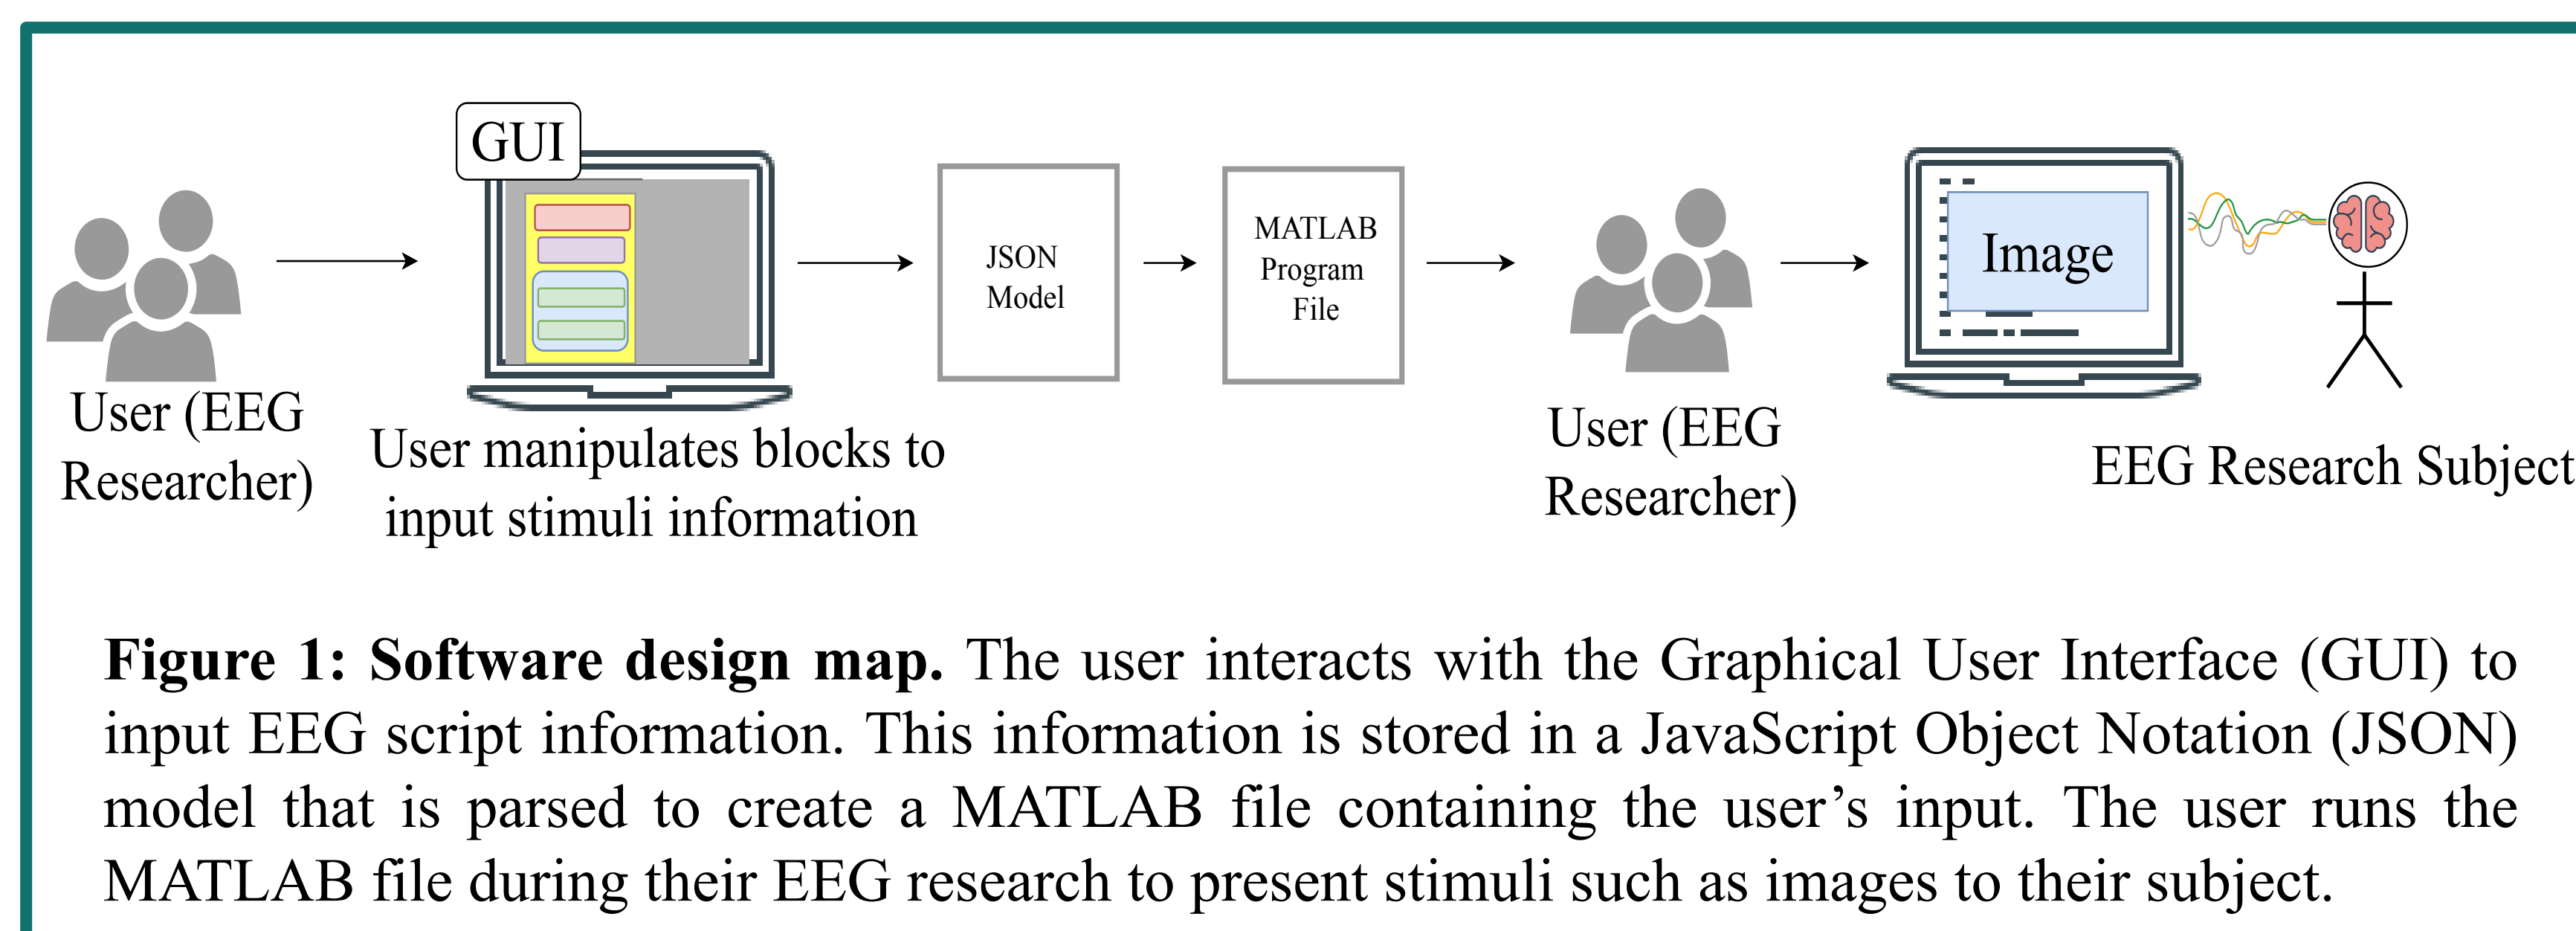 GUI
User (EEG
Researcher)
User manipulates blocks to
input stimuli information
JSON
Model
MATLAB
Program
File
User (EEG
Researcher)
Image
EEG Research Subject
Figure 1: Software design map. The user interacts with the Graphical User Interface (GUI) to
input EEG script information. This information is stored in a JavaScript Object Notation (JSON)
model that is parsed to create a MATLAB file containing the user’s input. The user runs the
MATLAB file during their EEG research to present stimuli such as images to their subject.